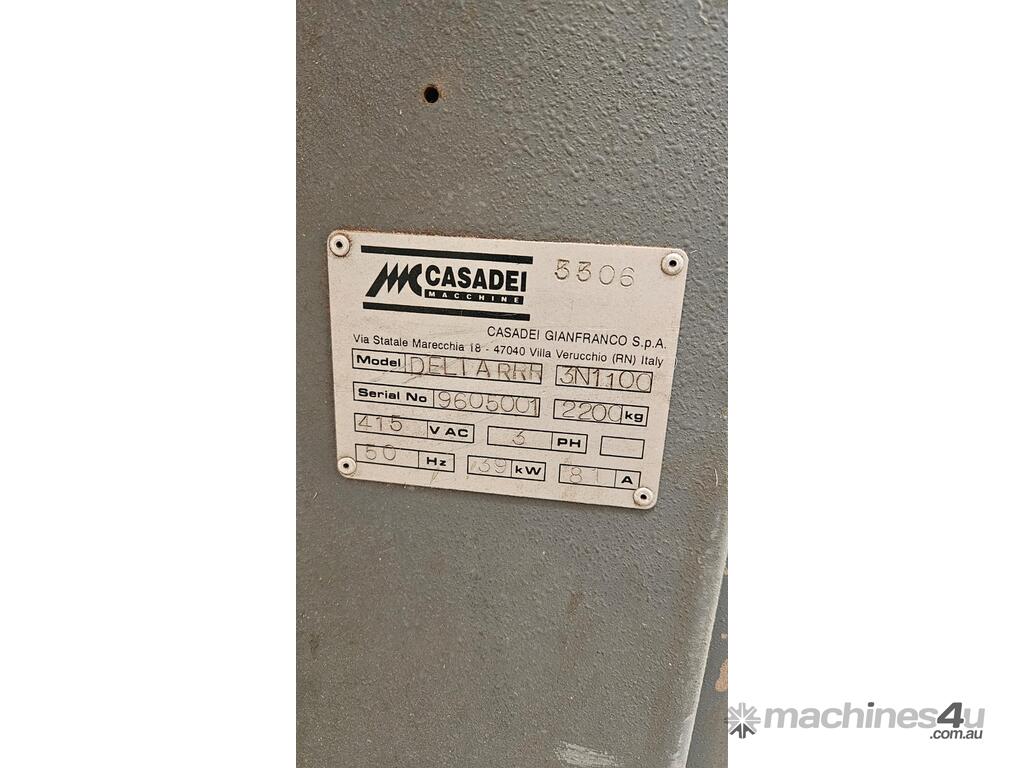 CASADEI 3306
MACCHINE
CASADEI GIANFRANCO S.p.A.
Via Statale Marecchia 18 - 47040 Villa Verucchio (RN) Italy
Model DELTA RRR 3N1100
Serial No 9605001 2200 kg
415 V AC 3 PH
50 Hz 39 kW 81 A
machines4u
.com.au